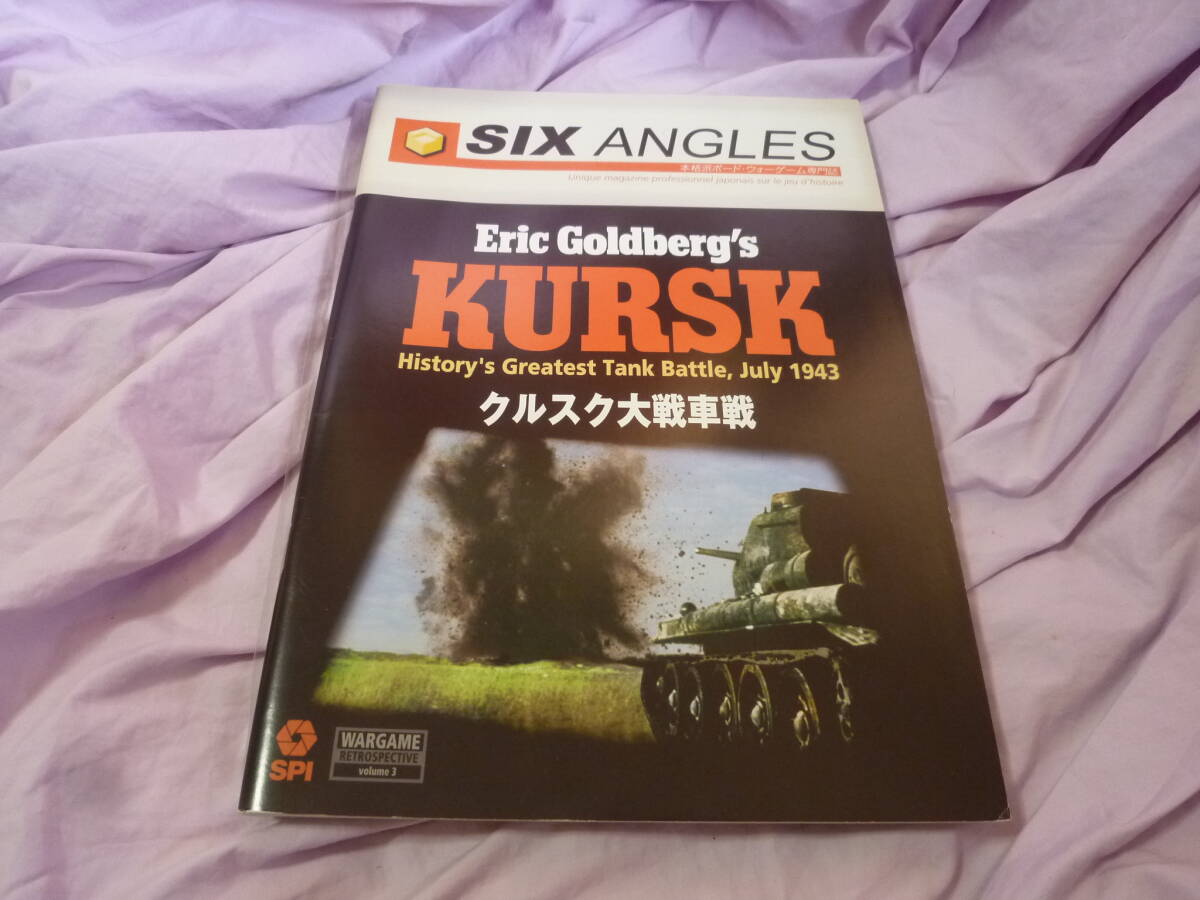 SIX ANGLES
本格派ボード・ウォーゲーム専門誌
Unique magazine professionnel japonais sur le jeu d'histoire
Eric Goldberg's
KURSK
History's Greatest Tank Battle, July 1943
クルスク大戦車戦
SPI
WARGAME
RETROSPECTIVE
volume 3